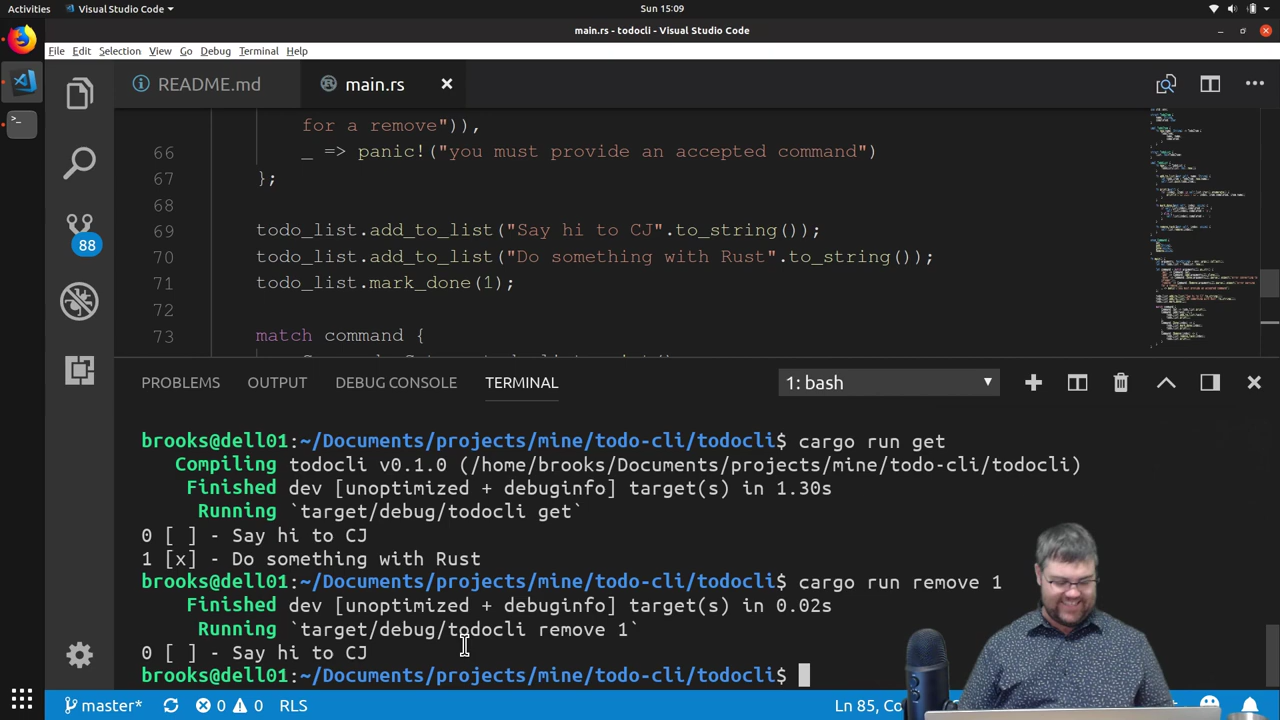 Activities
Visual Studio Code
Sun 15:09
main.rs - todocli - Visual Studio Code
File Edit Selection View Go Debug Terminal Help
README.md
main.rs
for a remove")),
66 _ => panic!("you must provide an accepted command")
67 };
68
69 todo_list.add_to_list("Say hi to CJ".to_string());
70 todo_list.add_to_list("Do something with Rust".to_string());
71 todo_list.mark_done(1);
72
73 match command {
88
PROBLEMS OUTPUT DEBUG CONSOLE TERMINAL
1: bash
brooks@dell01:~/Documents/projects/mine/todo-cli/todocli$ cargo run get
Compiling todocli v0.1.0 (/home/brooks/Documents/projects/mine/todo-cli/todocli)
Finished dev [unoptimized + debuginfo] target(s) in 1.30s
Running `target/debug/todocli get`
0 [ ] - Say hi to CJ
1 [x] - Do something with Rust
brooks@dell01:~/Documents/projects/mine/todo-cli/todocli$ cargo run remove 1
Finished dev [unoptimized + debuginfo] target(s) in 0.02s
Running `target/debug/todocli remove 1`
0 [ ] - Say hi to CJ
brooks@dell01:~/Documents/projects/mine/todo-cli/todocli$
master* 0 0 RLS
Ln 85,